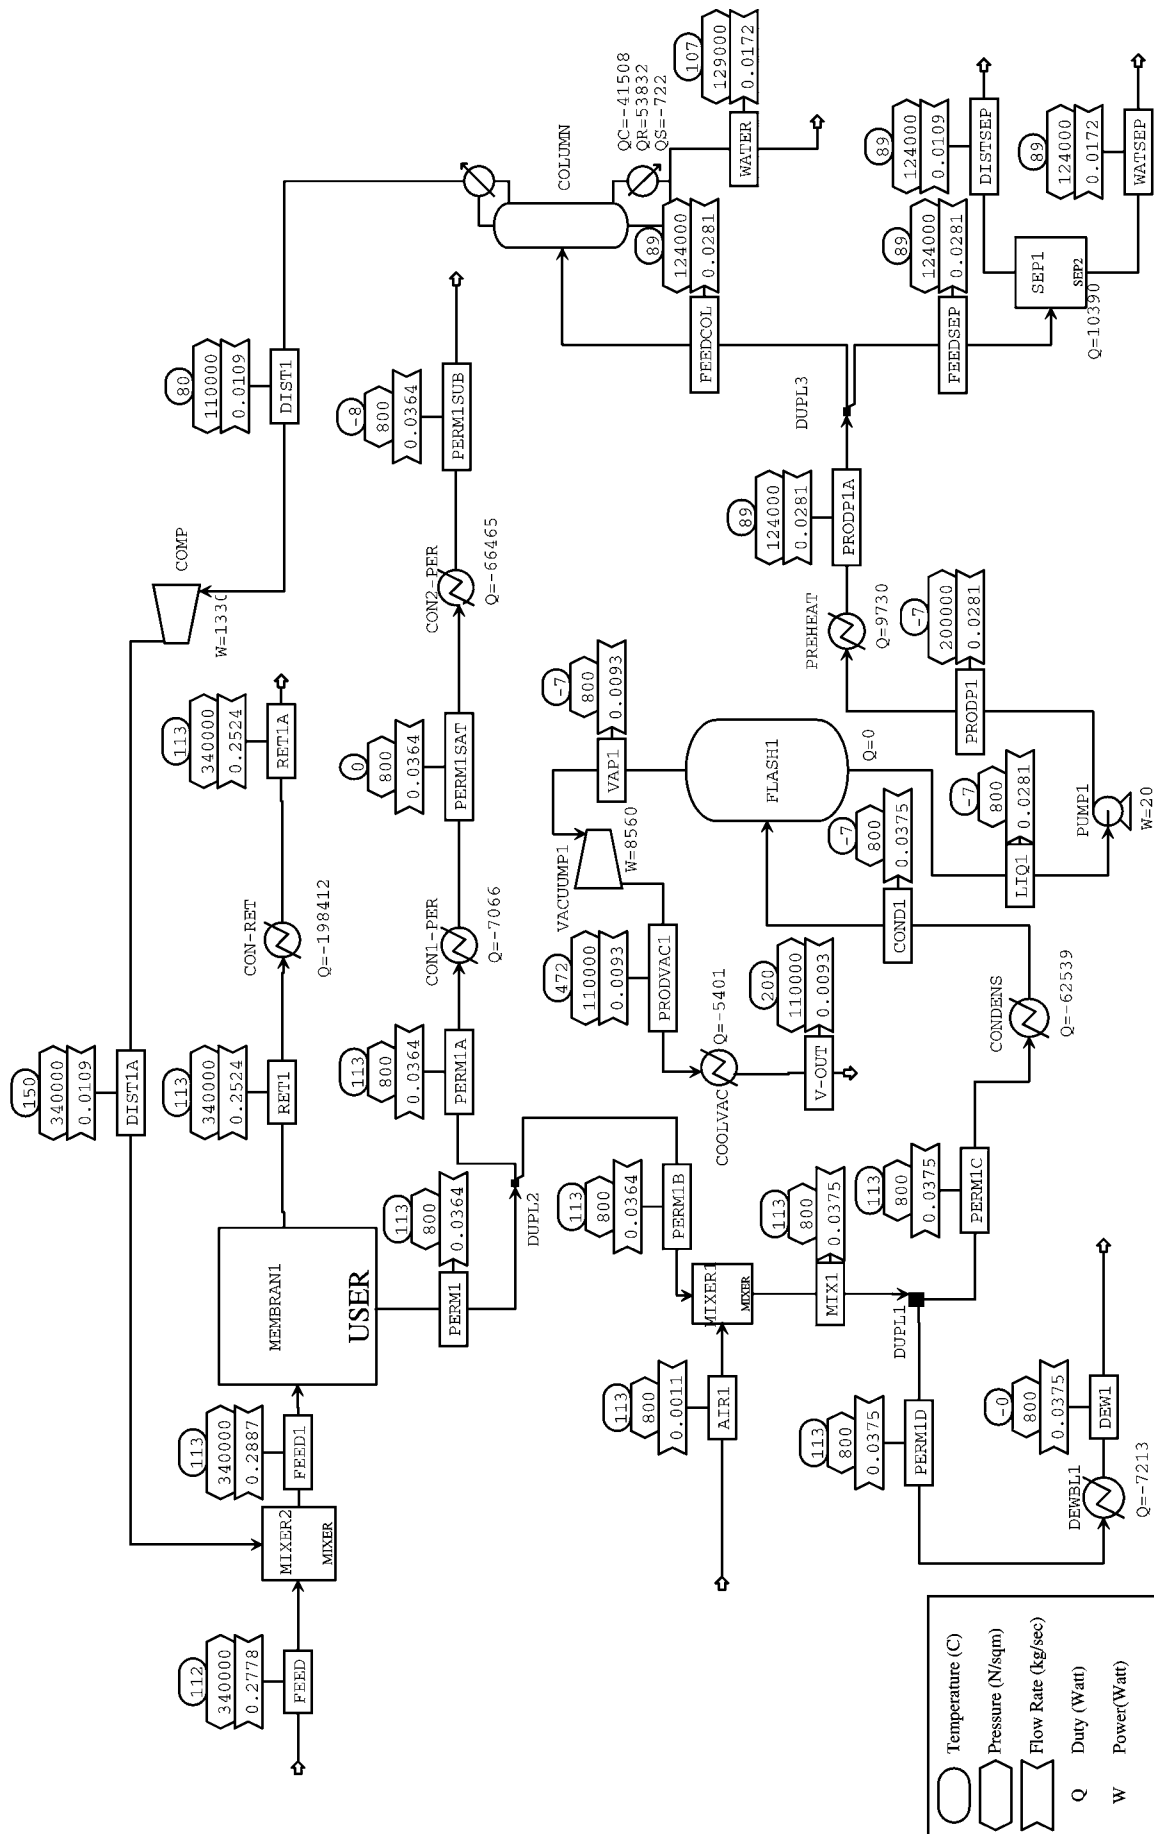 150
340000
0.0109
DIST1A
112
340000
0.2778
FEED
MIXER2
MIXER
113
340000
0.2887
FEED1
MEMBRAN1
USER
113
340000
0.2524
RET1
CON-RET
Q=-198412
113
340000
0.2524
RET1A
COMP
W=1330
80
110000
0.0109
DIST1
113
800
0.0364
PERM1
DUPL2
113
800
0.0364
PERM1A
CON1-PER
Q=-7066
0
800
0.0364
PERM1SAT
CON2-PER
Q=-66465
-8
800
0.0364
PERM1SUB
COLUMN
QC=-41508
QR=53832
QS=-722
107
129000
0.0172
WATER
113
800
0.0364
PERM1B
113
800
0.0011
AIR1
MIXER1
MIXER
113
800
0.0375
MIX1
DUPL1
113
800
0.0375
PERM1C
113
800
0.0375
PERM1D
DEWBL1
Q=-7213
-0
800
0.0375
DEW1
CONDENS
Q=-62539
-7
800
0.0375
COND1
FLASH1
Q=0
-7
800
0.0093
VAP1
VACUUMP1
W=8560
472
110000
0.0093
PRODVAC1
COOLVAC
Q=-5401
200
110000
0.0093
V-OUT
-7
800
0.0281
LIQ1
PUMP1
W=20
-7
200000
0.0281
PRODP1
PREHEAT
Q=9730
89
124000
0.0281
PRODP1A
DUPL3
89
124000
0.0281
FEEDCOL
89
124000
0.0281
FEEDSEP
SEP1
SEP2
Q=10390
89
124000
0.0109
DISTSEP
89
124000
0.0172
WATSEP
Temperature (C)
Pressure (N/sqm)
Flow Rate (kg/sec)
Q Duty (Watt)
W Power(Watt)